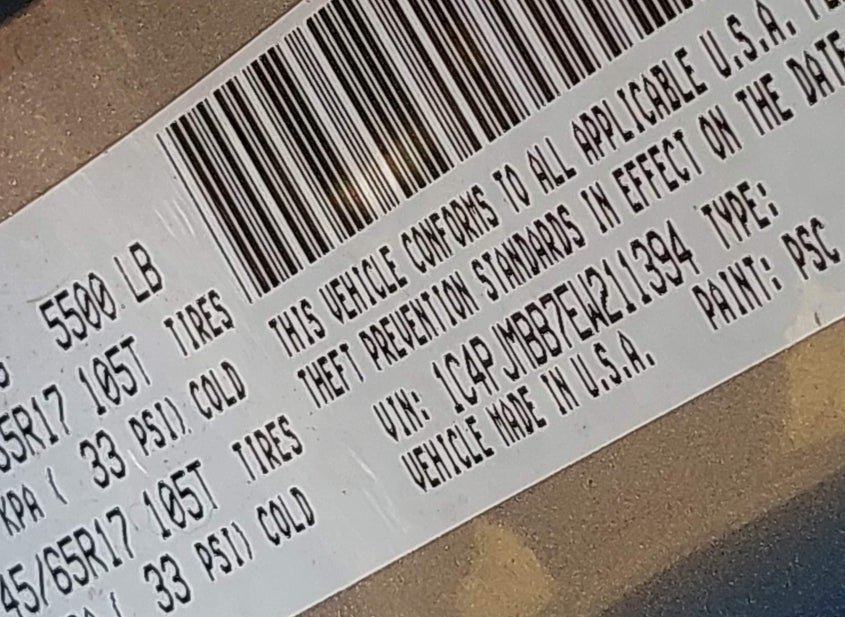 5500 LB
5R17 105T TIRES
KPA ( 33 PSI) COLD
45/65R17 105T TIRES
( 33 PSI) COLD
THIS VEHICLE CONFORMS TO ALL APPLICABLE U.S.A.
THEFT PREVENTION STANDARDS IN EFFECT ON THE DATE
VIN: 1C4PJMBB7EW211394 TYPE:
VEHICLE MADE IN U.S.A. PAINT: PSC